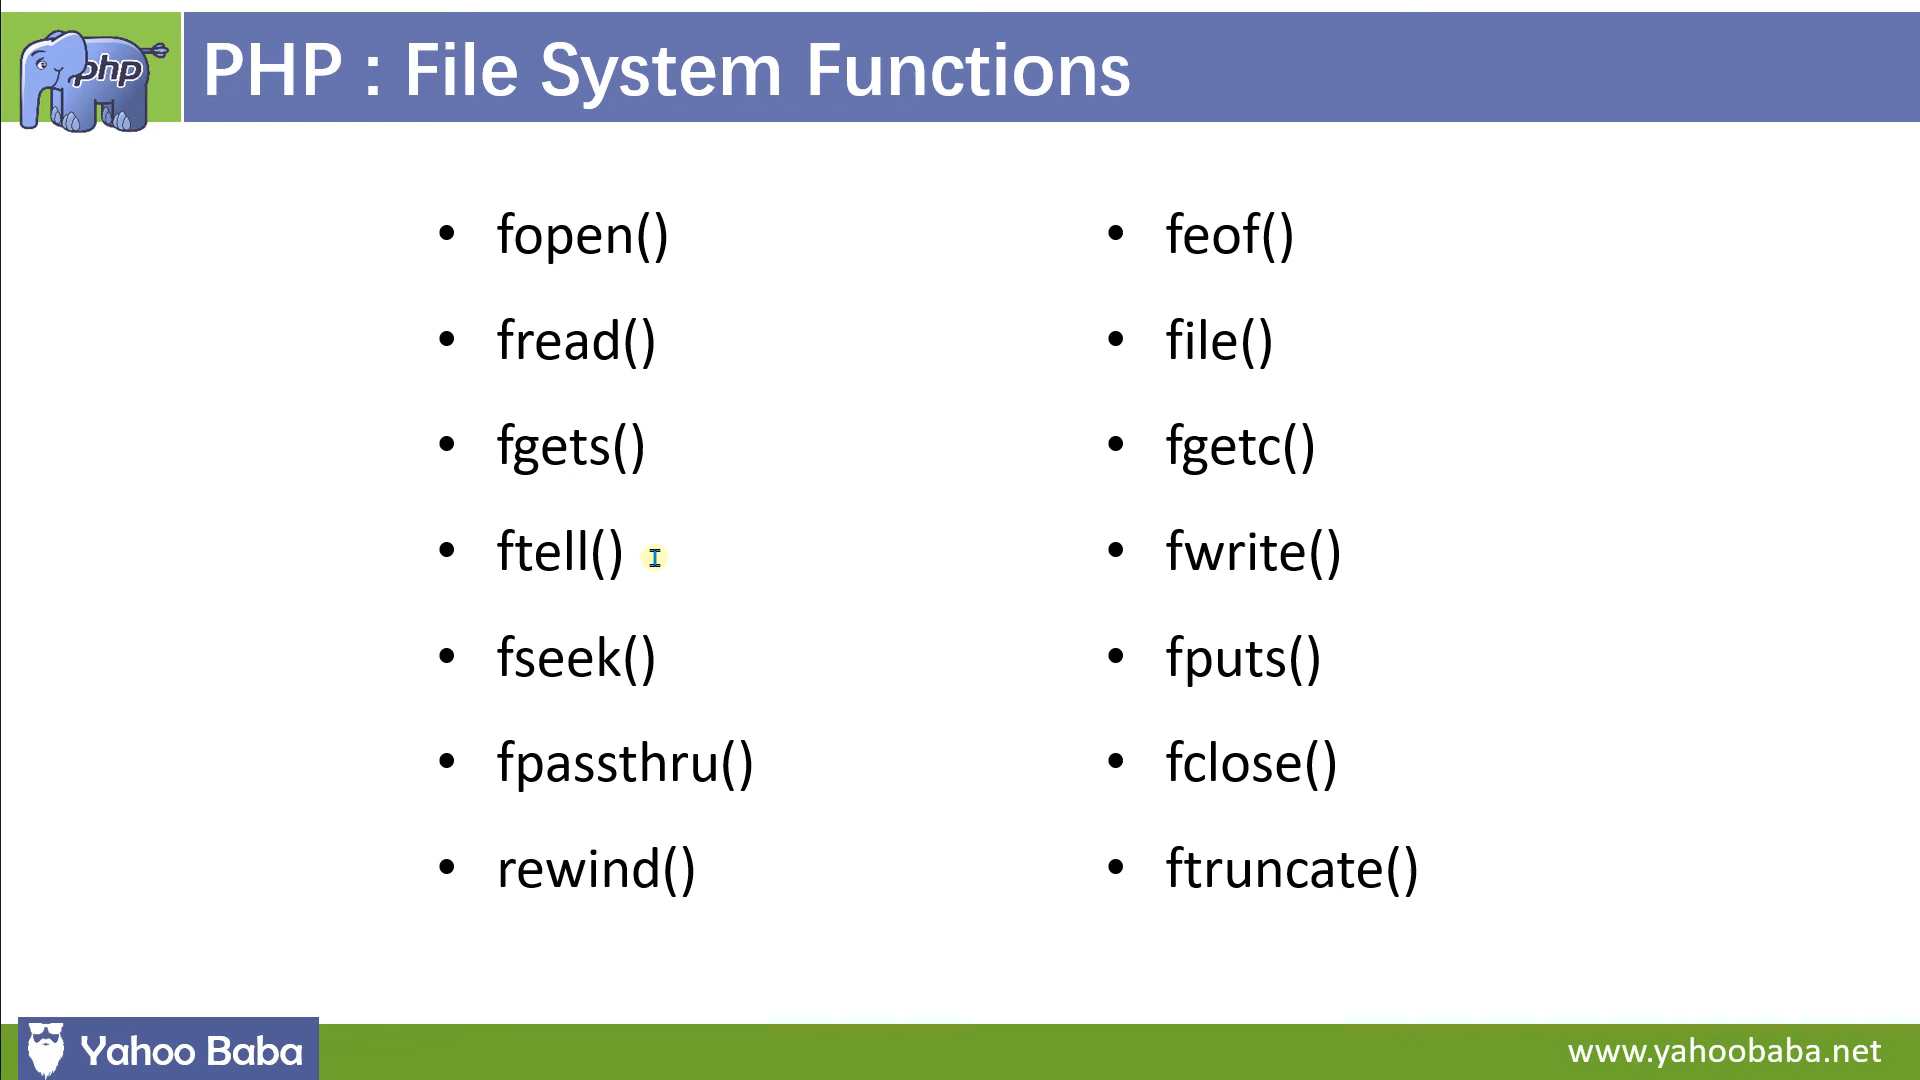 php
PHP : File System Functions
• fopen()
• fread()
• fgets()
• ftell()
• fseek()
• fpassthru()
• rewind()
• feof()
• file()
• fgetc()
• fwrite()
• fputs()
• fclose()
• ftruncate()
Yahoo Baba
www.yahoobaba.net